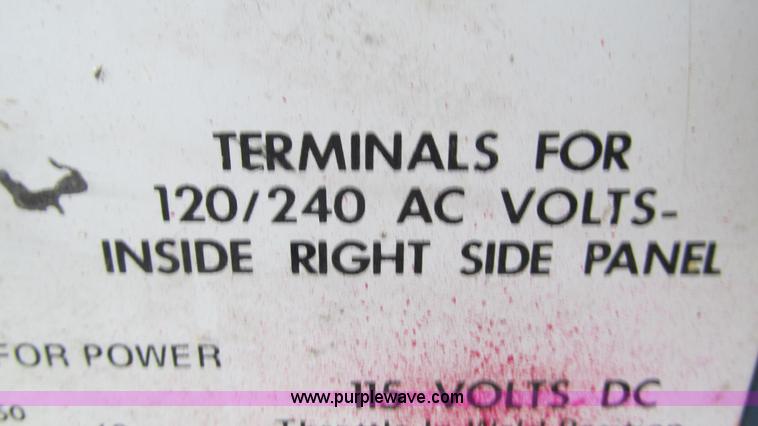 TERMINALS FOR
120/240 AC VOLTS-
INSIDE RIGHT SIDE PANEL
FOR POWER
115 VOLTS DC
www.purplewave.com